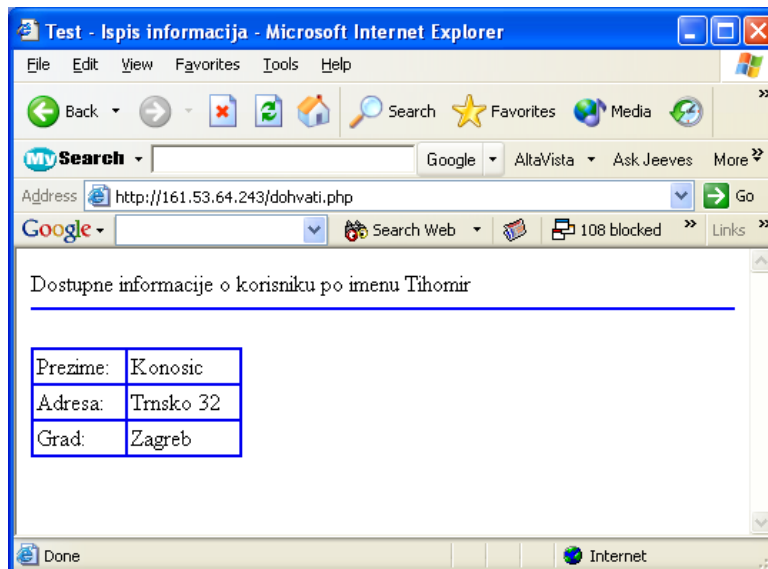 Test - Ispis informacija - Microsoft Internet Explorer
File Edit View Favorites Tools Help
Back Search Favorites Media »
My Search Google AltaVista Ask Jeeves More »
Address http://161.53.64.243/dohvati.php Go
Google Search Web 108 blocked » Links »
Dostupne informacije o korisniku po imenu Tihomir
Prezime: Konosic
Adresa: Trnsko 32
Grad: Zagreb
Done Internet